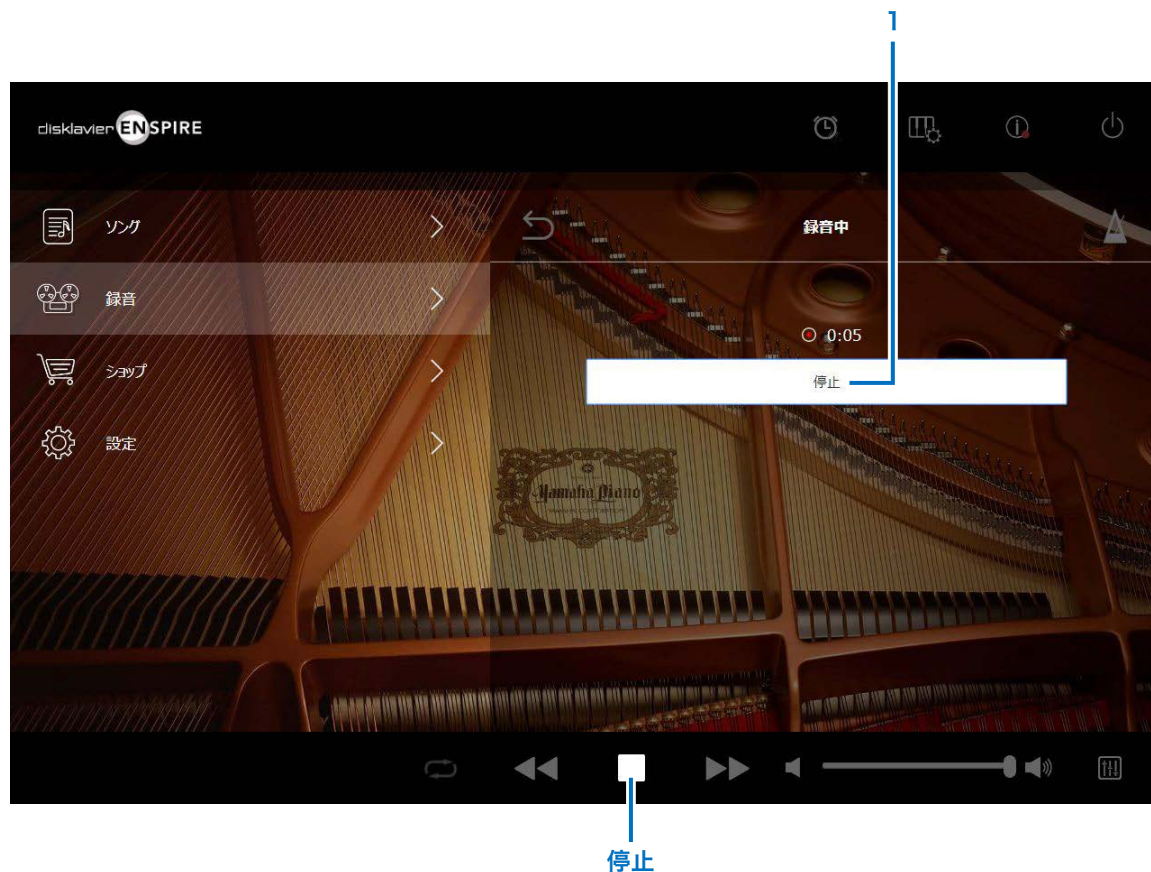 1
disklavier ENSPIRE
ソング
録音中
録音
0:05
ショップ
停止
設定
Yamaha Piano
停止